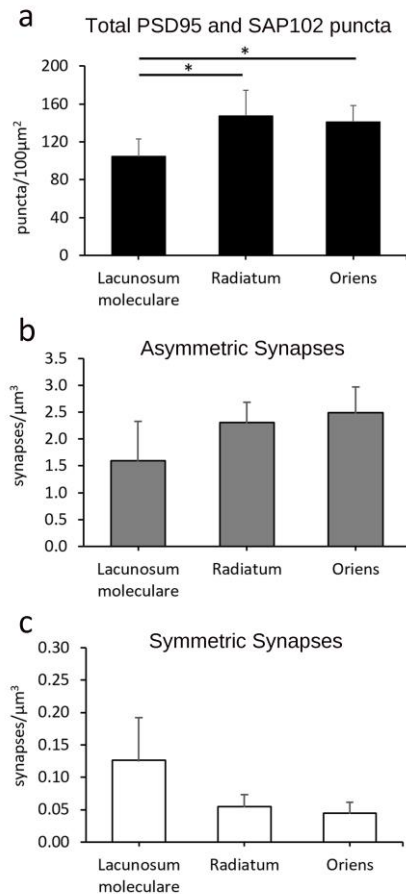 a
Total PSD95 and SAP102 puncta
*
*
puncta/100µm²
200
160
120
80
40
0
Lacunosum moleculare
Radiatum
Oriens
b
Asymmetric Synapses
synapses/µm³
3.5
3.0
2.5
2.0
1.5
1.0
0.5
0.0
Lacunosum moleculare
Radiatum
Oriens
c
Symmetric Synapses
synapses/µm³
0.30
0.25
0.20
0.15
0.10
0.05
0.00
Lacunosum moleculare
Radiatum
Oriens